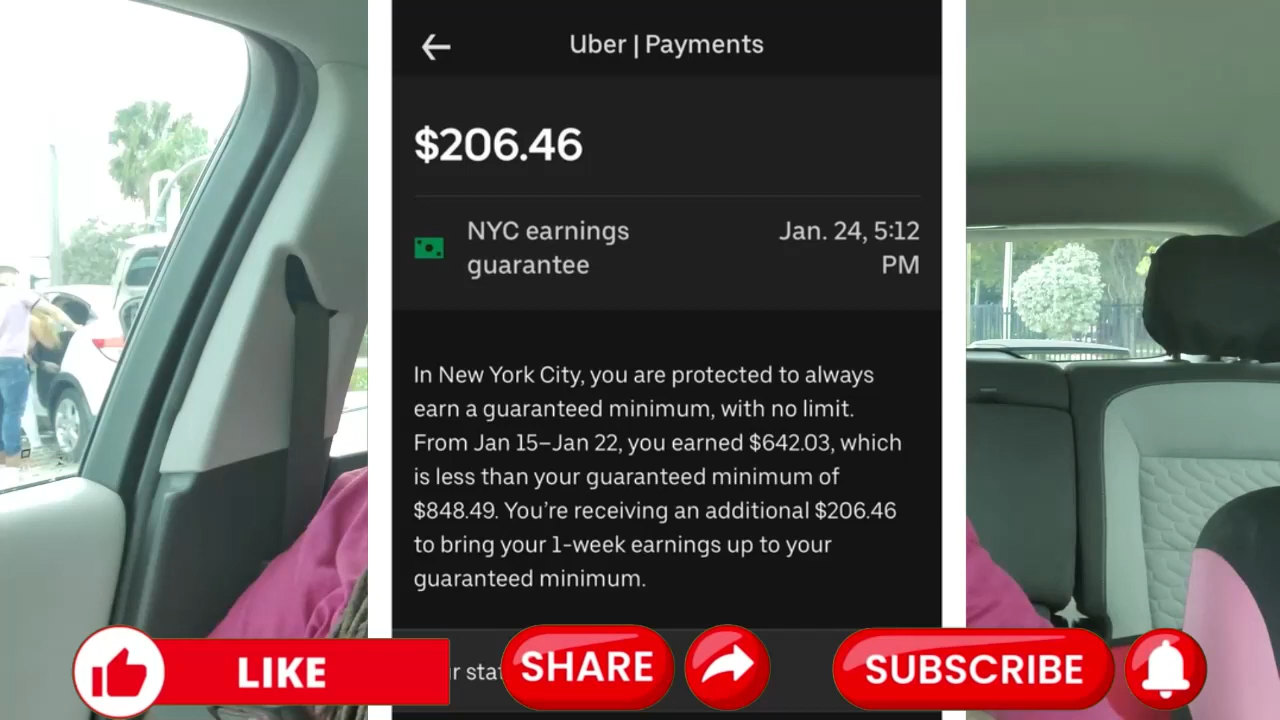 Uber | Payments
$206.46
NYC earnings
guarantee
Jan. 24, 5:12
PM
In New York City, you are protected to always
earn a guaranteed minimum, with no limit.
From Jan 15–Jan 22, you earned $642.03, which
is less than your guaranteed minimum of
$848.49. You’re receiving an additional $206.46
to bring your 1-week earnings up to your
guaranteed minimum.
LIKE
SHARE
SUBSCRIBE